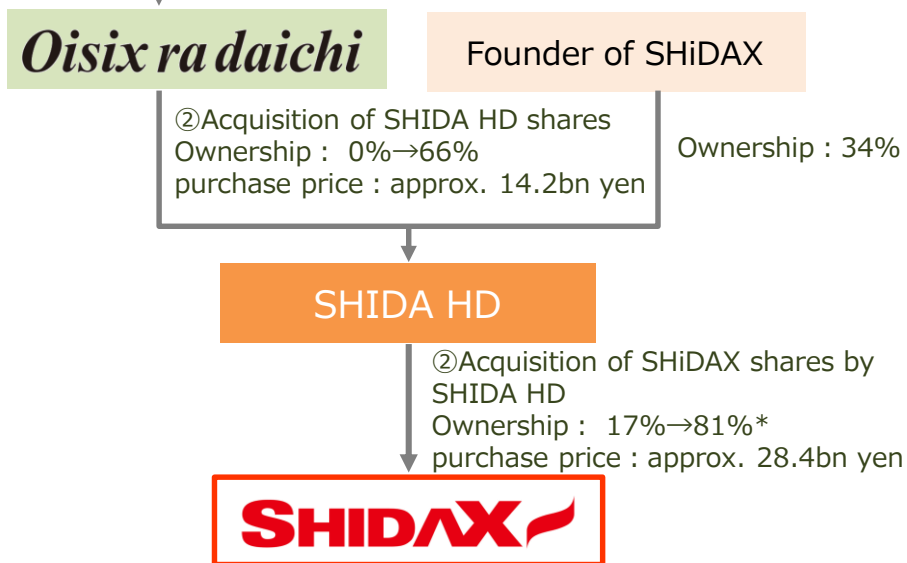 Oisix ra daichi
Founder of SHiDAX
②Acquisition of SHIDA HD shares
Ownership： 0%→66%
purchase price：approx. 14.2bn yen
Ownership：34%
SHIDA HD
②Acquisition of SHiDAX shares by
SHIDA HD
Ownership： 17%→81%*
purchase price：approx. 28.4bn yen
SHIDAX